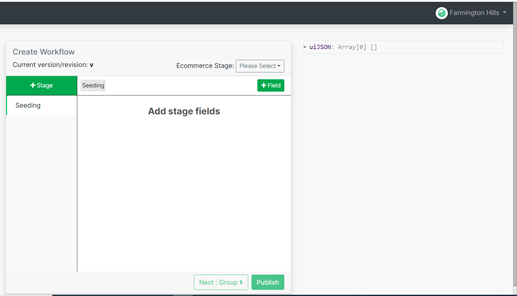 Farmington Hills
Create Workflow
Current version/revision: v
Ecommerce Stage: Please Select
+ Stage
Seeding
+ Field
Seeding
Add stage fields
Next : Group >
Publish
uiJSON: Array[0] []